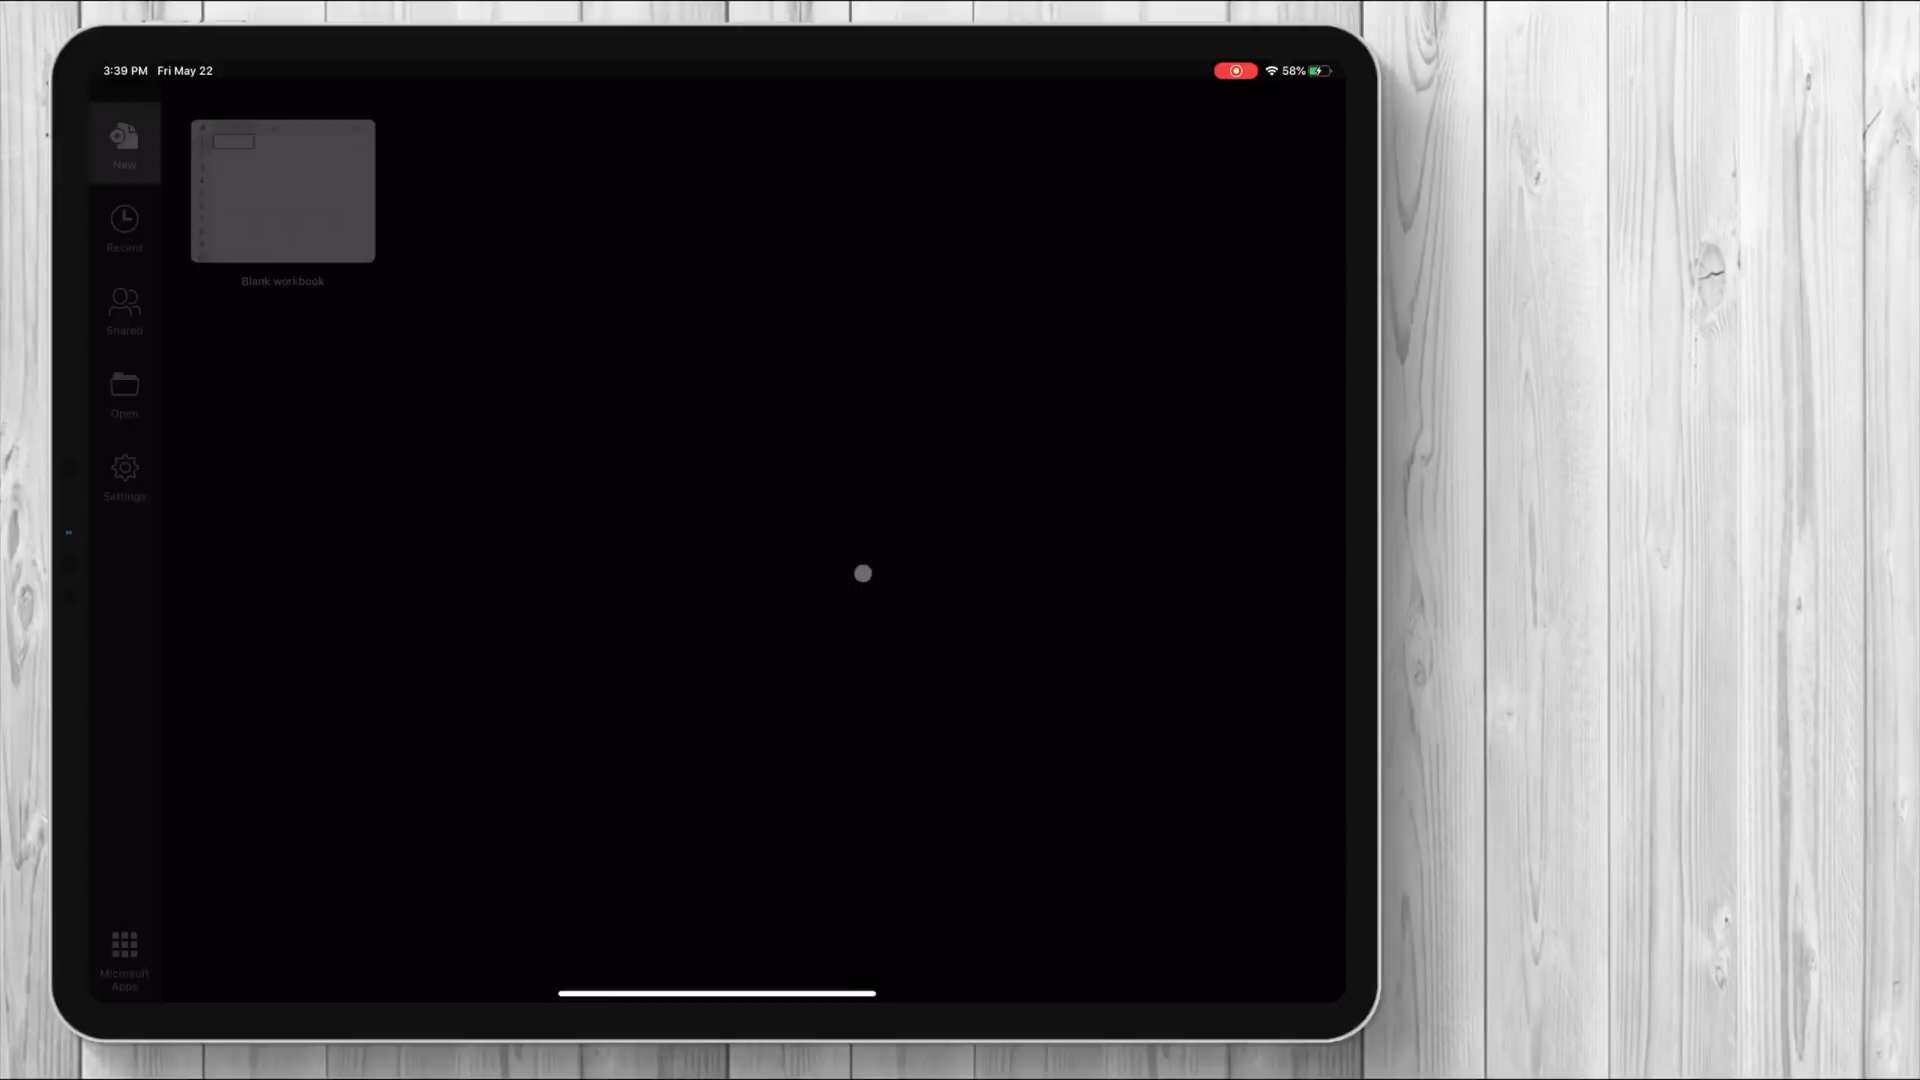 3:39 PM Fri May 22
58%
New
Recent
Shared
Open
Settings
Blank workbook
Microsoft
Apps